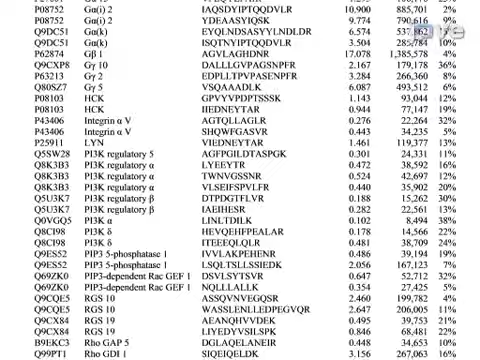 P08752 Gα(i) 2 IAQSDYIPTQQDVLR 10.900 885,701 2%
P08752 Gα(i) 2 YDEAASYIQSK 9.774 790,616 9%
Q9DC51 Gα(k) EYQLNDSASYYLNDLDR 6.574 537,862
Q9DC51 Gα(k) ISQTNYIPTQQDVLR 3.504 285,784 10%
P62874 Gβ 1 AGVLAGHDNR 17.078 1,385,578 4%
Q9CXP8 Gγ 10 DALLLGVPAGSNPFR 2.167 179,178 36%
P63213 Gγ 2 EDPLLTPVPASENPFR 3.284 266,360 8%
Q80SZ7 Gγ 5 VSQAAADLK 6.087 493,512 6%
P08103 HCK GPVYVPDPTSSSK 1.143 93,044 12%
P08103 HCK VIEDNEYTAR 0.944 77,147 19%
P43406 Integrin α V AGTQLLAGLR 0.276 22,264 32%
P43406 Integrin α V SHQWFGASVR 0.443 34,235 5%
P25911 LYN VIEDNEYTAR 1.461 119,377 13%
Q5SW28 PI3K regulatory 5 AGFPGILDTASPGK 0.301 24,331 11%
Q8K3B3 PI3K regulatory α LYEEYTR 0.472 38,592 16%
Q8K3B3 PI3K regulatory α TWNVGSSNR 0.524 42,697 12%
Q8K3B3 PI3K regulatory α VLSEIFSPVLFR 0.440 35,902 20%
Q5U3K7 PI3K regulatory β DTPDGTFLVR 0.188 15,262 30%
Q5U3K7 PI3K regulatory β IAEIHESR 0.282 22,561 13%
Q0VGQ5 PI3K α LINLTDILK 0.102 8,494 38%
Q8CI98 PI3K δ HEVQEHFPEALAR 0.178 14,566 22%
Q8CI98 PI3K δ ITEEEQLQLR 0.481 38,709 24%
Q9ES52 PIP3 5-phosphatase 1 IVVLAKPEHENR 0.486 39,194 19%
Q9ES52 PIP3 5-phosphatase 1 LSQLTSLLSSIEDK 2.056 167,123 7%
Q69ZK0 PIP3-dependent Rac GEF 1 DSVLSYTSVR 0.647 52,712 32%
Q69ZK0 PIP3-dependent Rac GEF 1 NQLLLALLK 0.354 27,425 5%
Q9CQE5 RGS 10 ASSQVNVEGQSR 2.460 199,782 4%
Q9CQE5 RGS 10 WASSLENLLEDPEGVQR 2.647 206,005 11%
Q9CX84 RGS 19 AEANQHVVDEK 0.495 39,753 21%
Q9CX84 RGS 19 LIYEDYVSILSPK 0.846 68,481 22%
B9EKC3 Rho GAP 5 DGLAQELANEIR 0.448 34,653 10%
Q99PT1 Rho GDI 1 SIQEIQELDK 3.156 267,063 16%